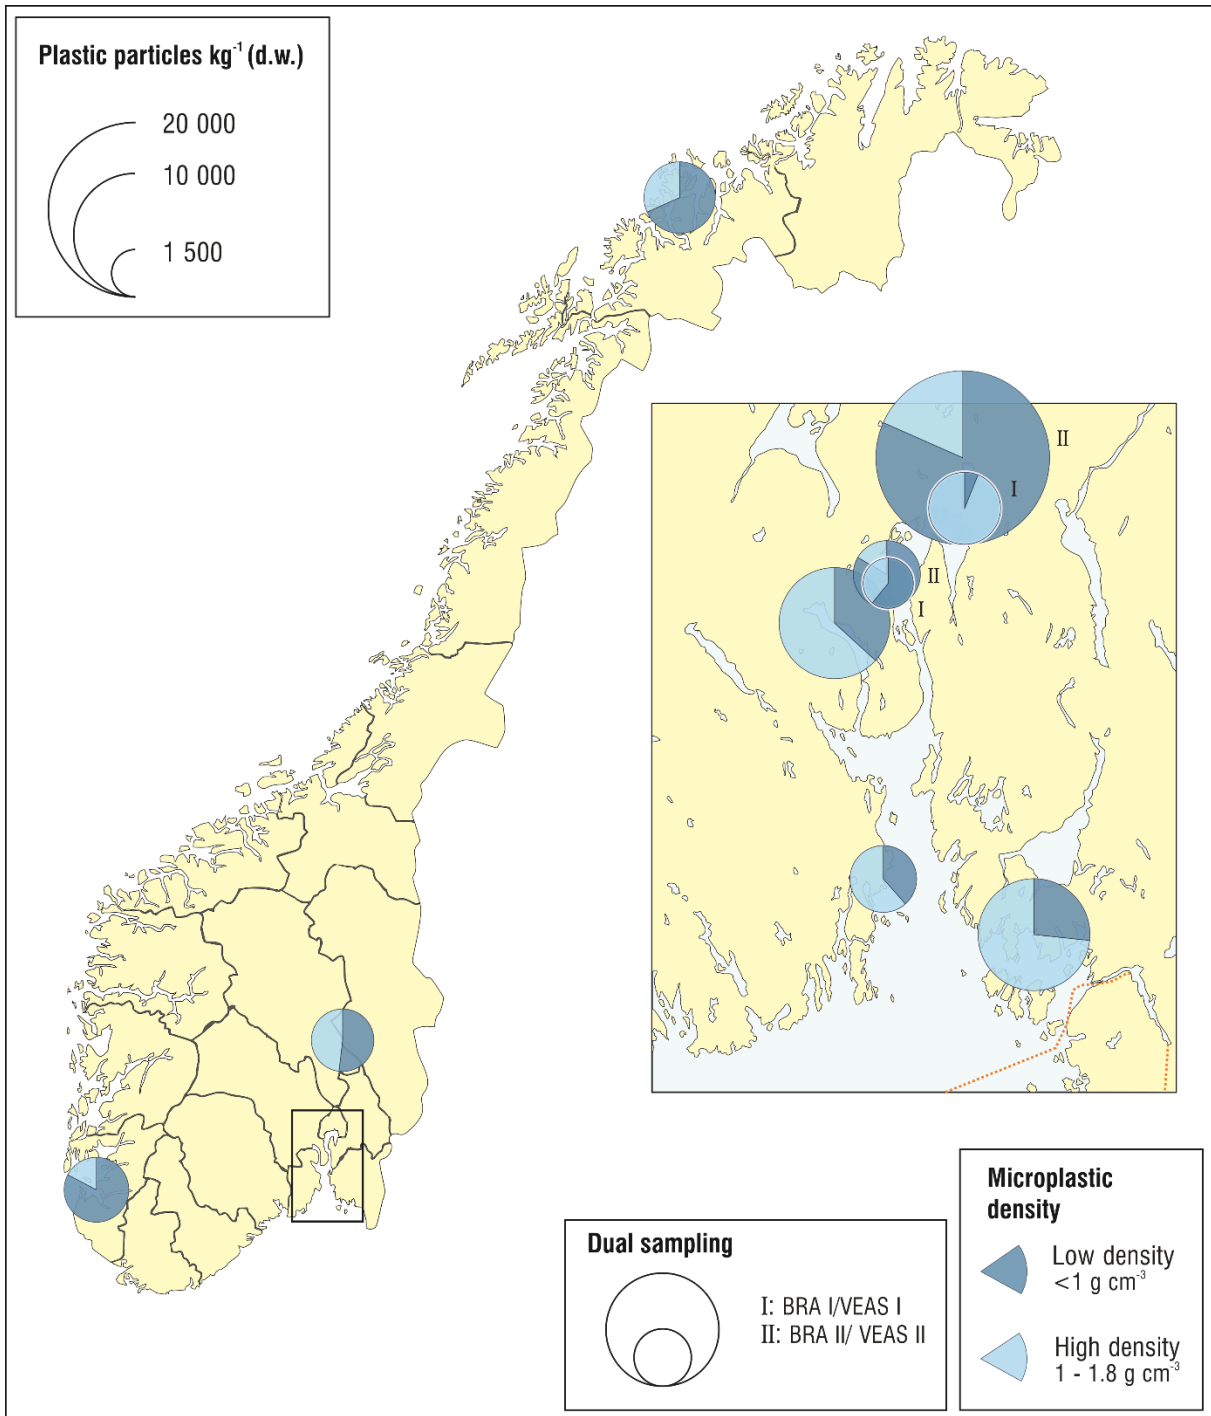 Plastic particles kg⁻¹ (d.w.)
20 000
10 000
1 500
II
I
II
I
Dual sampling
I: BRA I/VEAS I
II: BRA II/ VEAS II
Microplastic
density
Low density
<1 g cm⁻³
High density
1 - 1.8 g cm⁻³